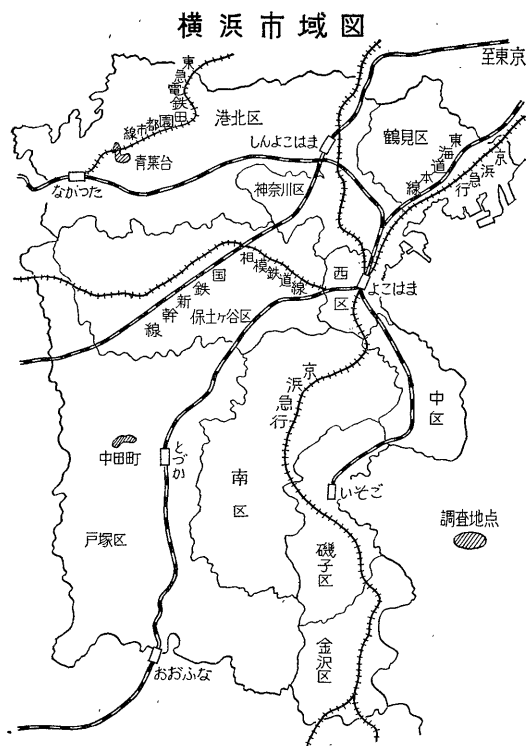 横浜市域図
至東京
東急電鉄田園都市線
港北区
しんよこはま
鶴見区
東海道本線
京浜急行
青葉台
ながつた
神奈川区
相模鉄道線
国鉄新幹線
西区
よこはま
保土ヶ谷区
京浜急行
中区
中田町
とづか
南区
いそご
調査地点
戸塚区
磯子区
金沢区
おおふな